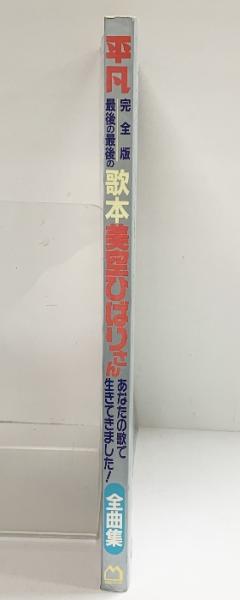 平凡
完全版
最後の最後の
歌本
美空ひばりさん
あなたの歌で
生きてきました!
全曲集